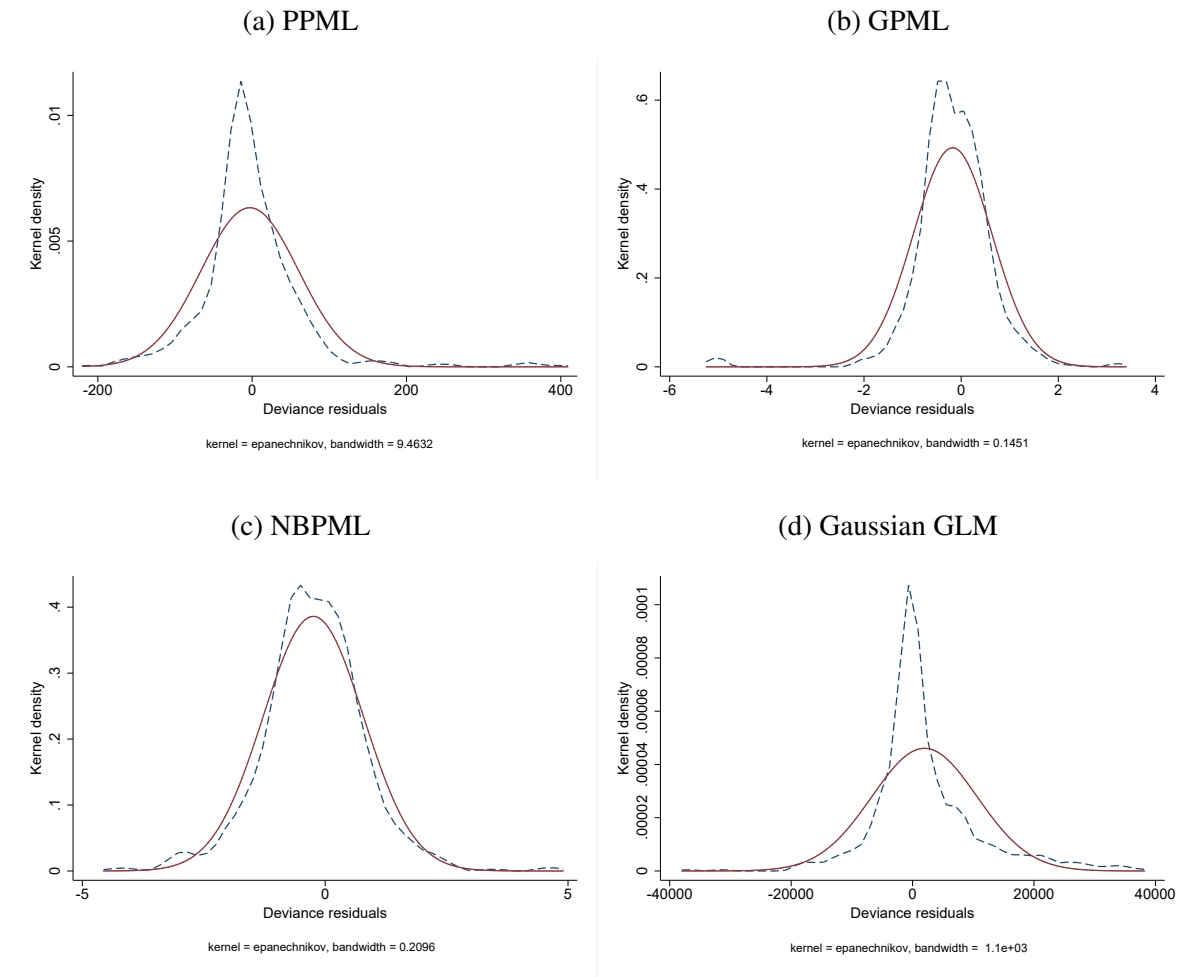 (a) PPML
(b) GPML
Kernel density
0
.005
.01
-200
0
200
400
Deviance residuals
kernel = epanechnikov, bandwidth = 9.4632
Kernel density
0
.2
.4
.6
-6
-4
-2
0
2
4
Deviance residuals
kernel = epanechnikov, bandwidth = 0.1451
(c) NBPML
(d) Gaussian GLM
Kernel density
0
.1
.2
.3
.4
-5
0
5
Deviance residuals
kernel = epanechnikov, bandwidth = 0.2096
Kernel density
0
.00002
.00004
.00006
.00008
.0001
-40000
-20000
0
20000
40000
Deviance residuals
kernel = epanechnikov, bandwidth = 1.1e+03